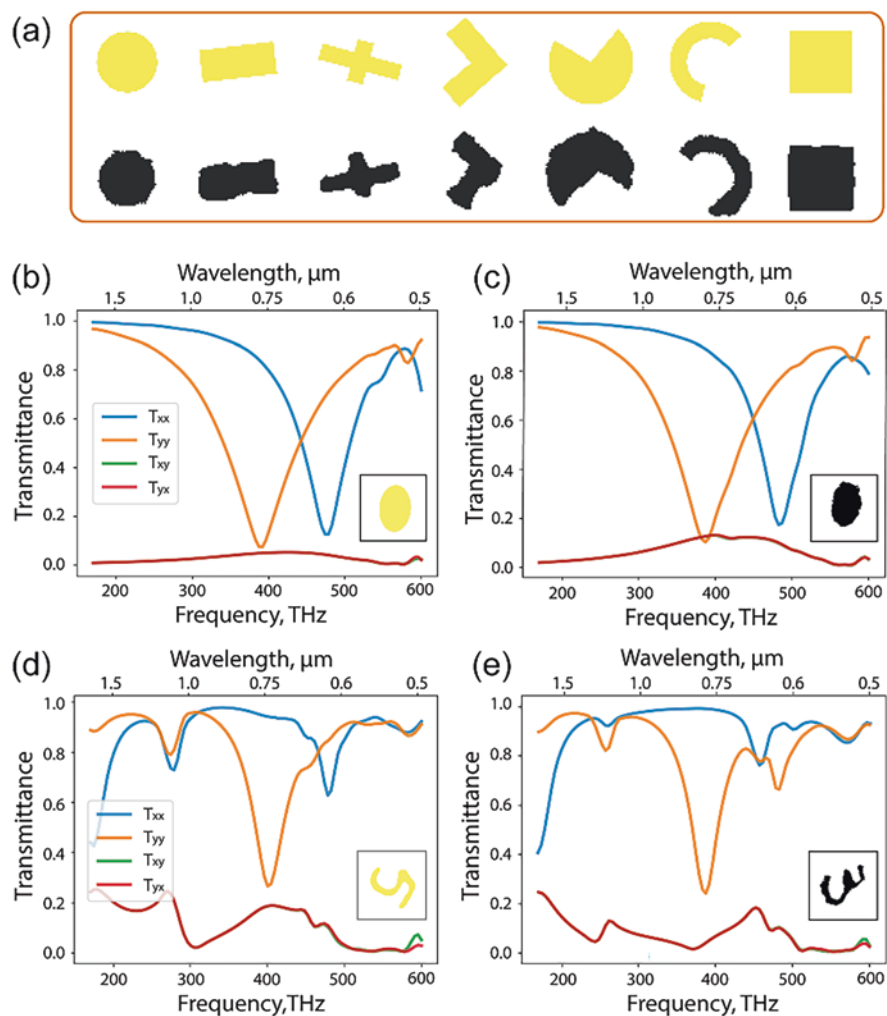 (a)
(b)
Wavelength, μm
1.5 1.0 0.75 0.6 0.5
Transmittance
1.0
0.8
0.6
0.4
0.2
0.0
Txx
Tyy
Txy
Tyx
200 300 400 500 600
Frequency, THz
(c)
Wavelength, μm
1.5 1.0 0.75 0.6 0.5
Transmittance
1.0
0.8
0.6
0.4
0.2
0.0
200 300 400 500 600
Frequency, THz
(d)
Wavelength, μm
1.5 1.0 0.75 0.6 0.5
Transmittance
1.0
0.8
0.6
0.4
0.2
0.0
Txx
Tyy
Txy
Tyx
200 300 400 500 600
Frequency,THz
(e)
Wavelength, μm
1.5 1.0 0.75 0.6 0.5
Transmittance
1.0
0.8
0.6
0.4
0.2
0.0
200 300 400 500 600
Frequency,THz